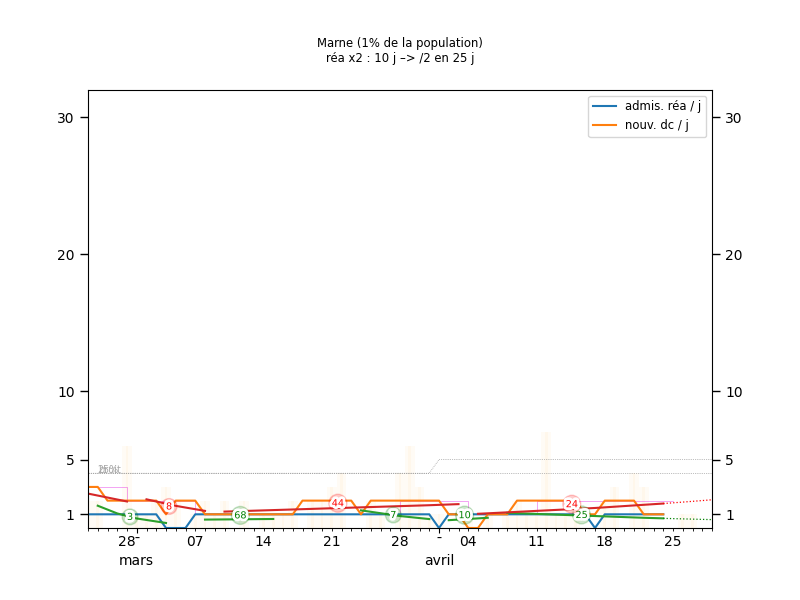 Marne (1% de la population)
réa x2 : 10 j –> /2 en 25 j
admis. réa / j
nouv. dc / j
30 30
20 20
10 10
5 5
1 1
3 8 68 44 7 10 24 25
28 07 14 21 28 04 11 18 25
mars avril